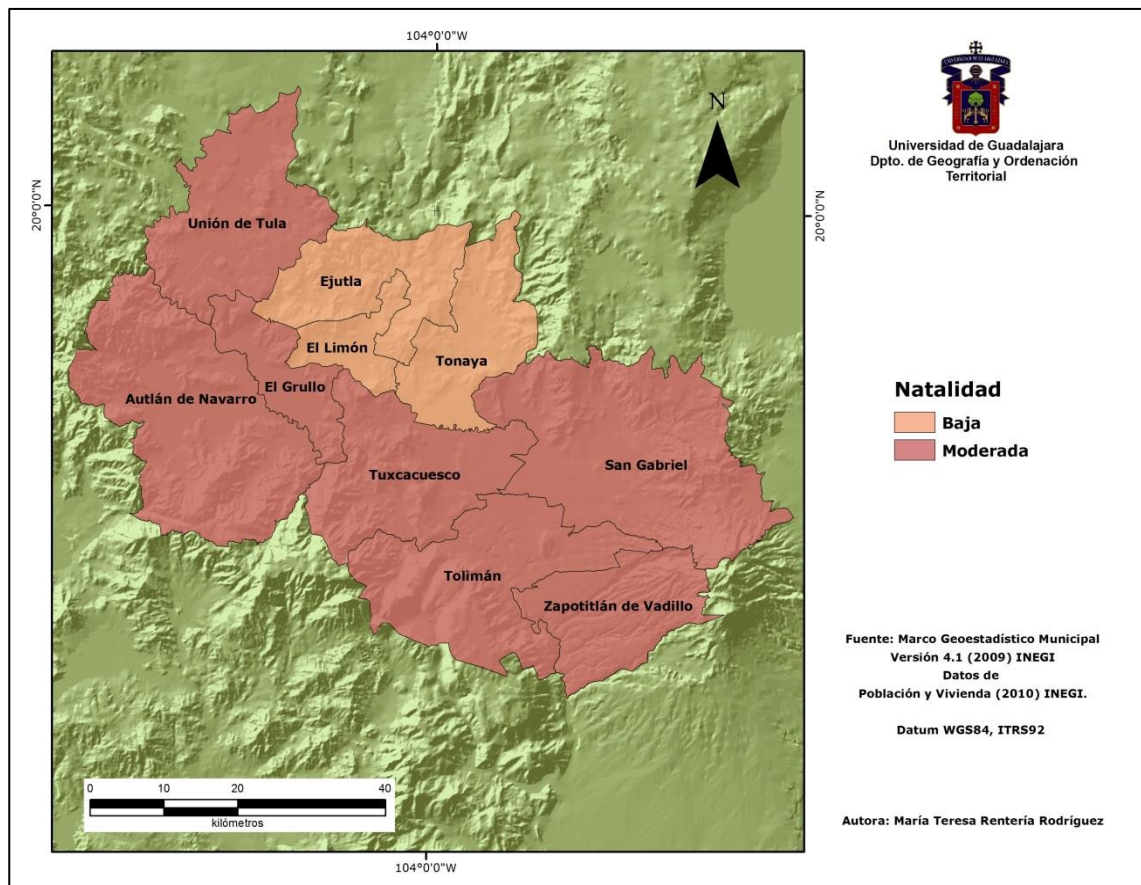 104°0'0"W
20°0'0"N
20°0'0"N
N
Unión de Tula
Ejutla
El Limón
Tonaya
El Grullo
Autlán de Navarro
San Gabriel
Tuxcacuesco
Tolimán
Zapotitlán de Vadillo
0 10 20 40
kilómetros
104°0'0"W
Universidad de Guadalajara
Dpto. de Geografía y Ordenación
Territorial
Natalidad
Baja
Moderada
Fuente: Marco Geoestadístico Municipal
Versión 4.1 (2009) INEGI
Datos de
Población y Vivienda (2010) INEGI.
Datum WGS84, ITRS92
Autora: María Teresa Rentería Rodríguez